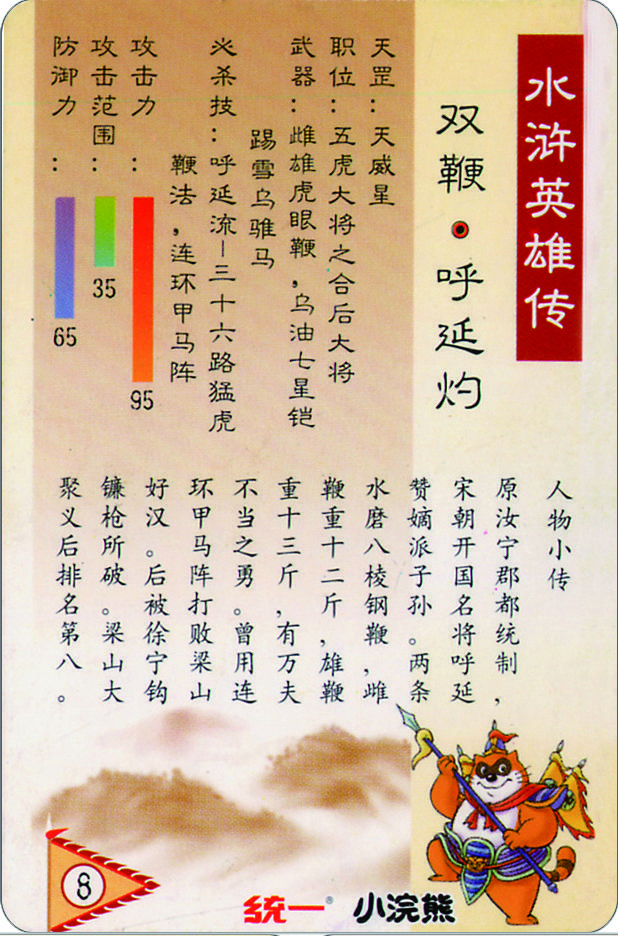 水浒英雄传
双鞭·呼延灼
天罡：天威星
职位：五虎大将之合后大将
武器：雌雄虎眼鞭，乌油七星铠
踢雪乌骓马
必杀技：呼延流—三十六路猛虎
鞭法，连环甲马阵
攻击力：
95
攻击范围：
35
防御力：
65
人物小传
原汝宁郡都统制，
宋朝开国名将呼延
赞嫡派子孙。两条
水磨八棱钢鞭，雌
鞭重十二斤，雄鞭
重十三斤，有万夫
不当之勇。曾用连
环甲马阵打败梁山
好汉。后被徐宁钩
镰枪所破。梁山大
聚义后排名第八。
8
统一® 小浣熊